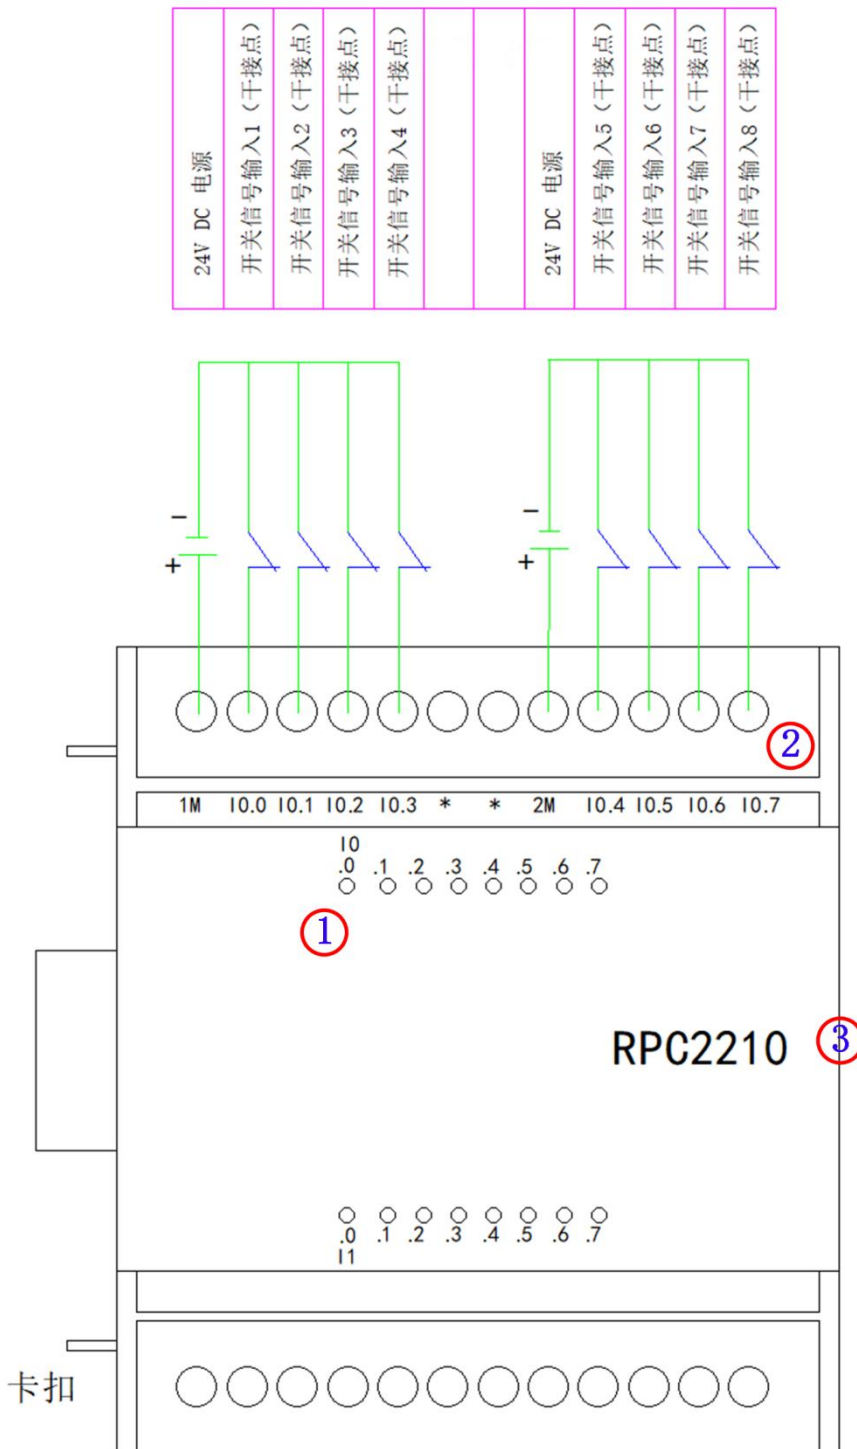 24V DC 电源
开关信号输入1（干接点）
开关信号输入2（干接点）
开关信号输入3（干接点）
开关信号输入4（干接点）
24V DC 电源
开关信号输入5（干接点）
开关信号输入6（干接点）
开关信号输入7（干接点）
开关信号输入8（干接点）
− −
+ +
②
1M I0.0 I0.1 I0.2 I0.3 * * 2M I0.4 I0.5 I0.6 I0.7
I0
.0 .1 .2 .3 .4 .5 .6 .7
①
RPC2210 ③
.0 .1 .2 .3 .4 .5 .6 .7
I1
卡扣